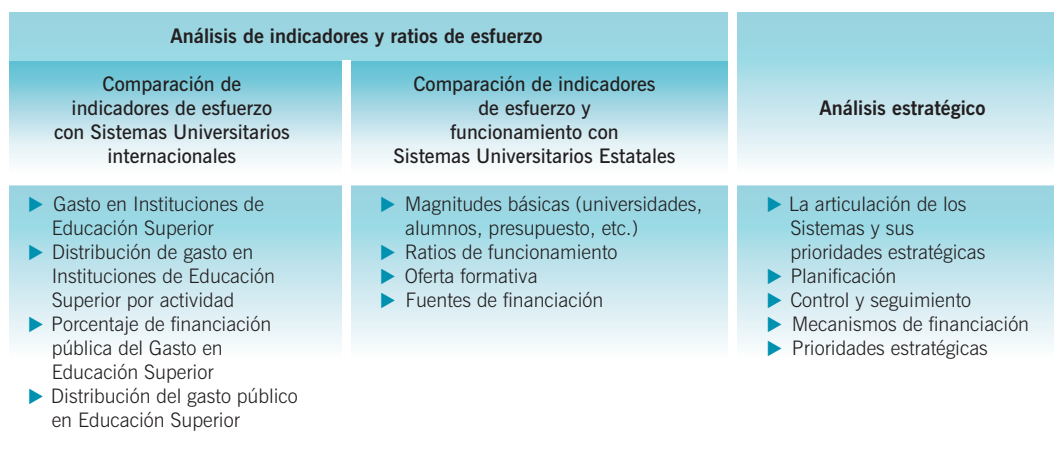 Análisis de indicadores y ratios de esfuerzo
Comparación de
indicadores de esfuerzo
con Sistemas Universitarios
internacionales
Comparación de indicadores
de esfuerzo y
funcionamiento con
Sistemas Universitarios Estatales
Análisis estratégico
▶ Gasto en Instituciones de
Educación Superior
▶ Distribución de gasto en
Instituciones de Educación
Superior por actividad
▶ Porcentaje de financiación
pública del Gasto en
Educación Superior
▶ Distribución del gasto público
en Educación Superior
▶ Magnitudes básicas (universidades,
alumnos, presupuesto, etc.)
▶ Ratios de funcionamiento
▶ Oferta formativa
▶ Fuentes de financiación
▶ La articulación de los
Sistemas y sus
prioridades estratégicas
▶ Planificación
▶ Control y seguimiento
▶ Mecanismos de financiación
▶ Prioridades estratégicas